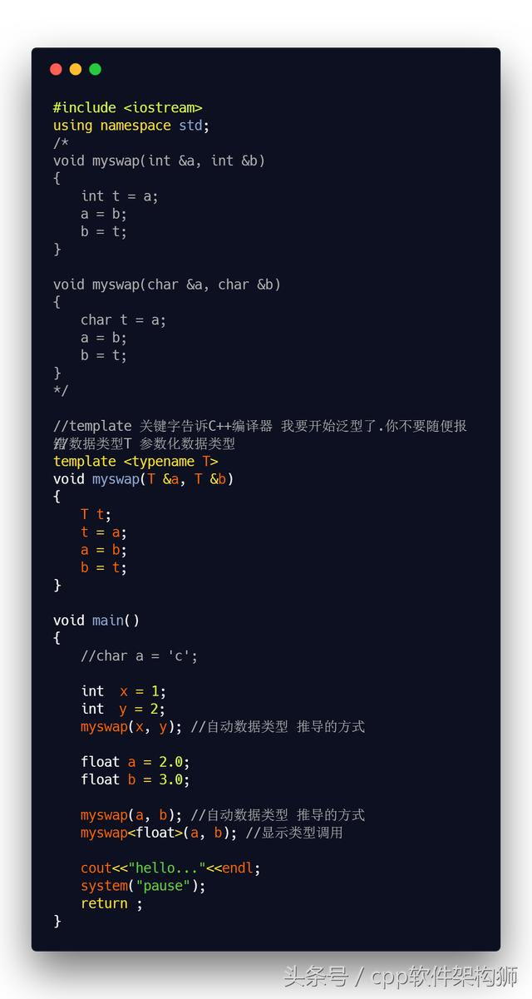 #include <iostream>
using namespace std;
/*
void myswap(int &a, int &b)
{
    int t = a;
    a = b;
    b = t;
}

void myswap(char &a, char &b)
{
    char t = a;
    a = b;
    b = t;
}
*/

//template 关键字告诉C++编译器 我要开始泛型了.你不要随便报
数据类型T 参数化数据类型
template <typename T>
void myswap(T &a, T &b)
{
    T t;
    t = a;
    a = b;
    b = t;
}

void main()
{
    //char a = 'c';

    int  x = 1;
    int  y = 2;
    myswap(x, y); //自动数据类型 推导的方式

    float a = 2.0;
    float b = 3.0;

    myswap(a, b); //自动数据类型 推导的方式
    myswap<float>(a, b); //显示类型调用

    cout<<"hello..."<<endl;
    system("pause");
    return ;
}
头条号 / cpp软件架构狮